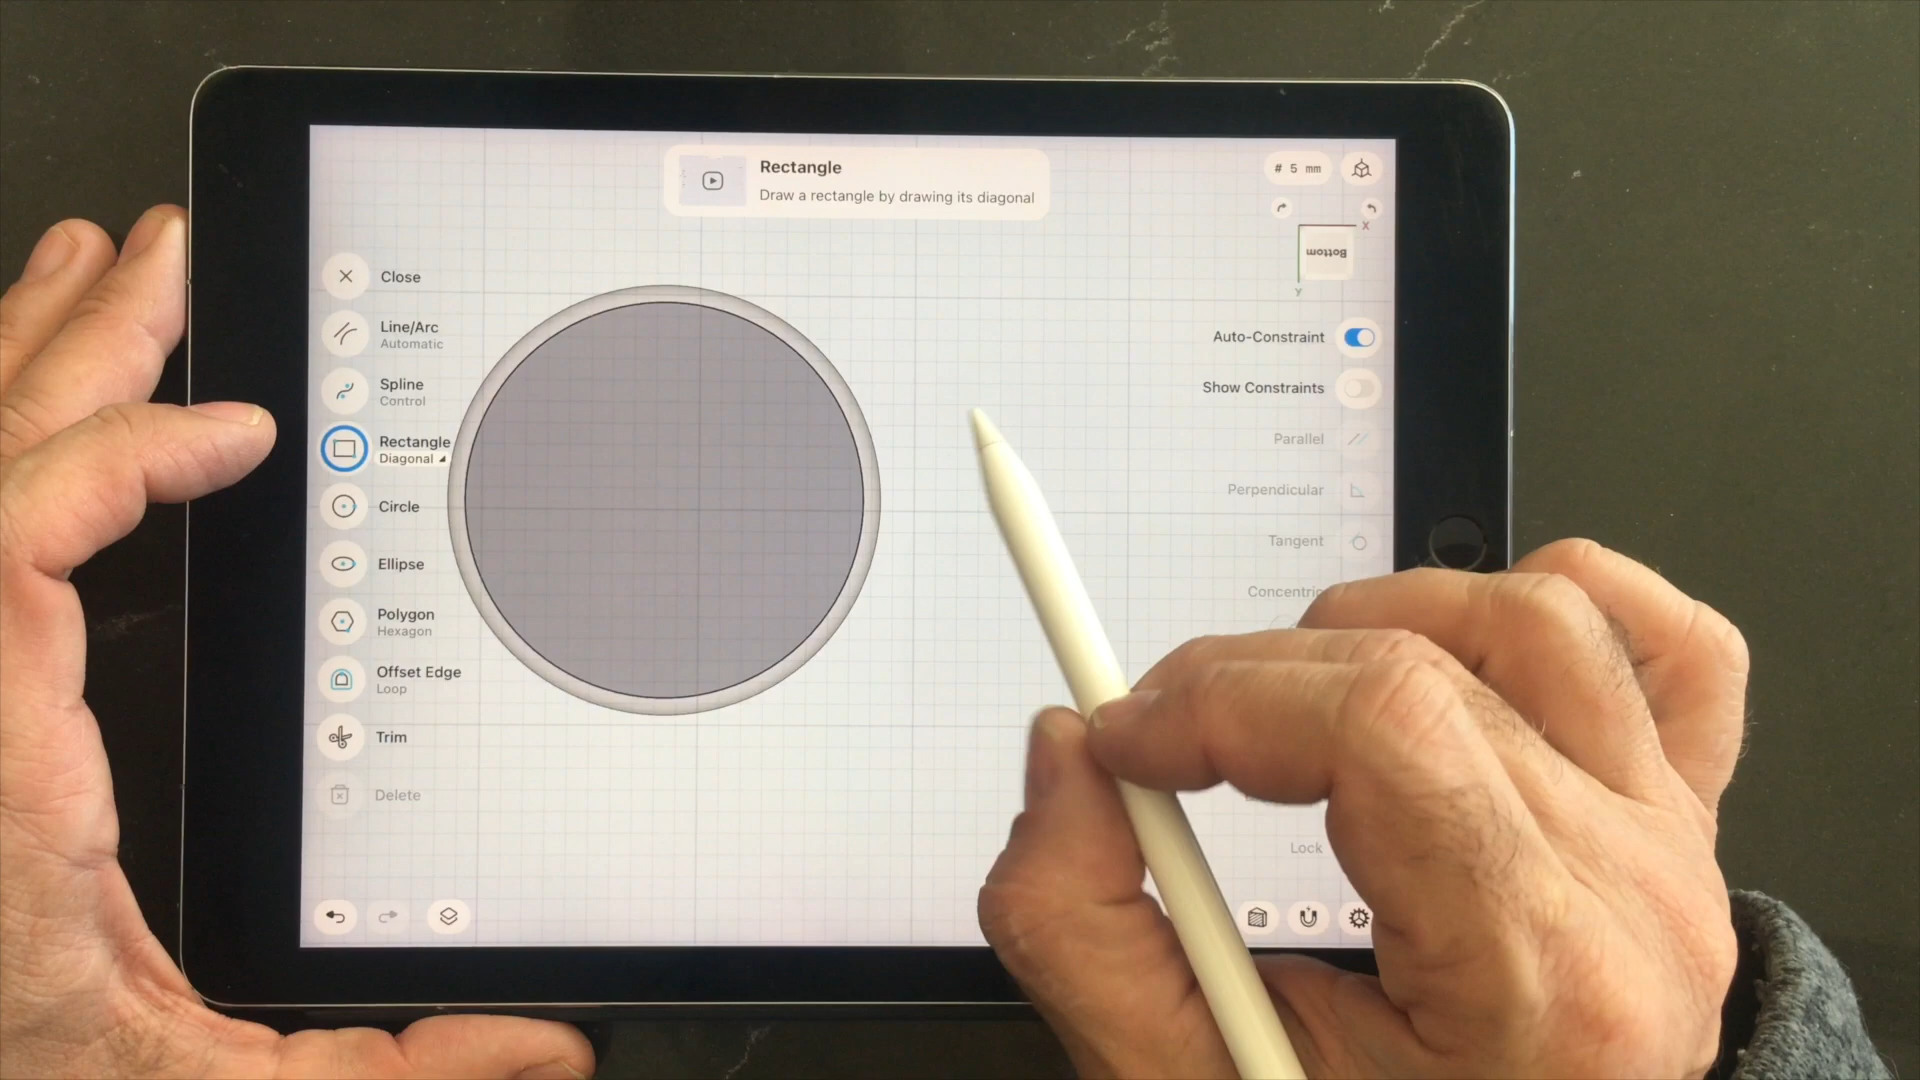 Rectangle
Draw a rectangle by drawing its diagonal
# 5 mm
X
Bottom
Y
Close
Line/Arc
Automatic
Spline
Control
Rectangle
Diagonal
Circle
Ellipse
Polygon
Hexagon
Offset Edge
Loop
Trim
Delete
Auto-Constraint
Show Constraints
Parallel
Perpendicular
Tangent
Concentric
Lock